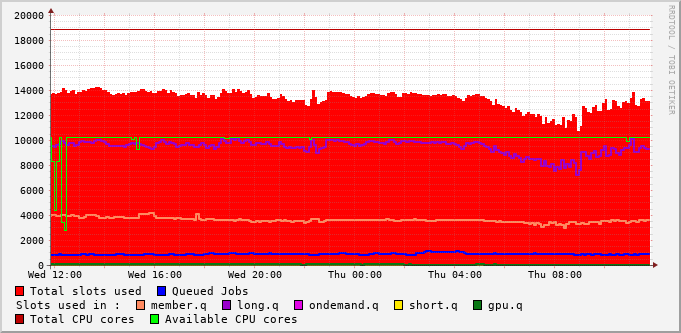 20000
18000
16000
14000
12000
10000
8000
6000
4000
2000
0
Wed 12:00 Wed 16:00 Wed 20:00 Thu 00:00 Thu 04:00 Thu 08:00
Total slots used Queued Jobs
Slots used in : member.q long.q ondemand.q short.q gpu.q
Total CPU cores Available CPU cores
RRDTOOL / TOBI OETIKER